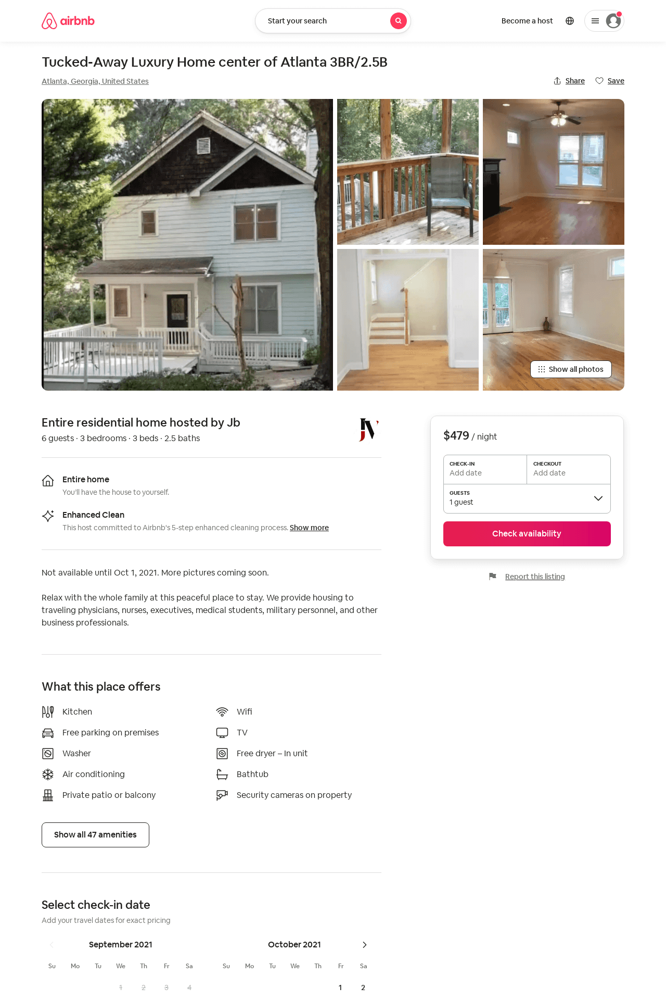 airbnb
Start your search
Become a host
Tucked-Away Luxury Home center of Atlanta 3BR/2.5B
Atlanta, Georgia, United States
Share
Save
Show all photos
Entire residential home hosted by Jb
6 guests · 3 bedrooms · 3 beds · 2.5 baths
JV
$479 / night
CHECK-IN
Add date
CHECKOUT
Add date
GUESTS
1 guest
Check availability
Report this listing
Entire home
You’ll have the house to yourself.
Enhanced Clean
This host committed to Airbnb's 5-step enhanced cleaning process. Show more
Not available until Oct 1, 2021. More pictures coming soon.
Relax with the whole family at this peaceful place to stay. We provide housing to
traveling physicians, nurses, executives, medical students, military personnel, and other
business professionals.
What this place offers
Kitchen
Wifi
Free parking on premises
TV
Washer
Free dryer – In unit
Air conditioning
Bathtub
Private patio or balcony
Security cameras on property
Show all 47 amenities
Select check-in date
Add your travel dates for exact pricing
September 2021
October 2021
Su Mo Tu We Th Fr Sa
Su Mo Tu We Th Fr Sa
1 2 3 4
1 2